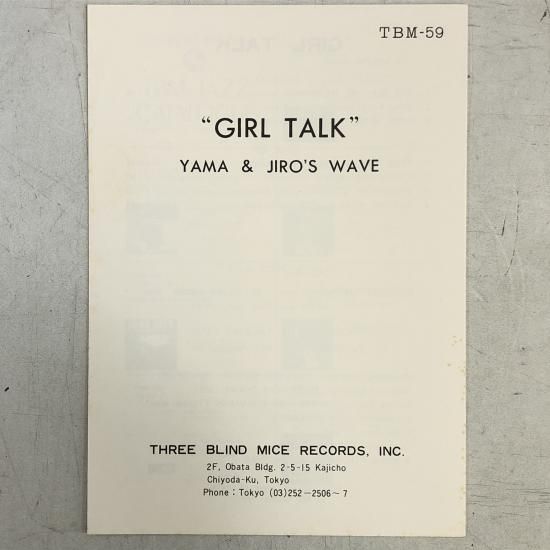 TBM-59
“GIRL TALK”
YAMA & JIRO'S WAVE
THREE BLIND MICE RECORDS, INC.
2F, Obata Bldg. 2-5-15 Kajicho
Chiyoda-Ku, Tokyo
Phone : Tokyo (03)252-2506~7